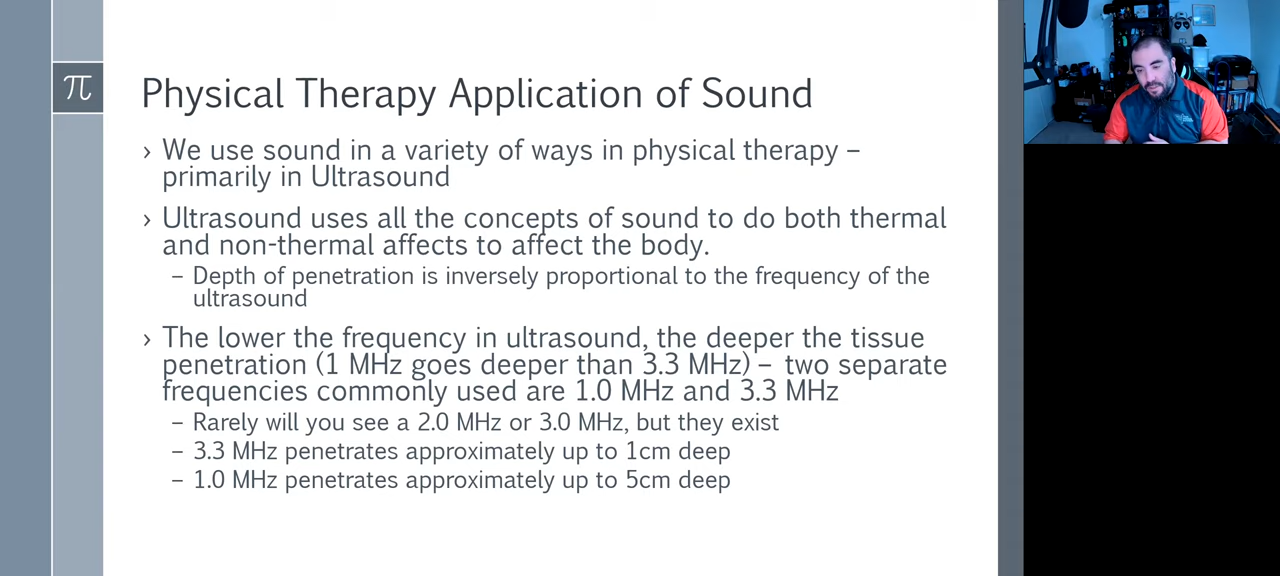 π
Physical Therapy Application of Sound
› We use sound in a variety of ways in physical therapy –
primarily in Ultrasound
› Ultrasound uses all the concepts of sound to do both thermal
and non-thermal affects to affect the body.
– Depth of penetration is inversely proportional to the frequency of the
ultrasound
› The lower the frequency in ultrasound, the deeper the tissue
penetration (1 MHz goes deeper than 3.3 MHz) – two separate
frequencies commonly used are 1.0 MHz and 3.3 MHz
– Rarely will you see a 2.0 MHz or 3.0 MHz, but they exist
– 3.3 MHz penetrates approximately up to 1cm deep
– 1.0 MHz penetrates approximately up to 5cm deep